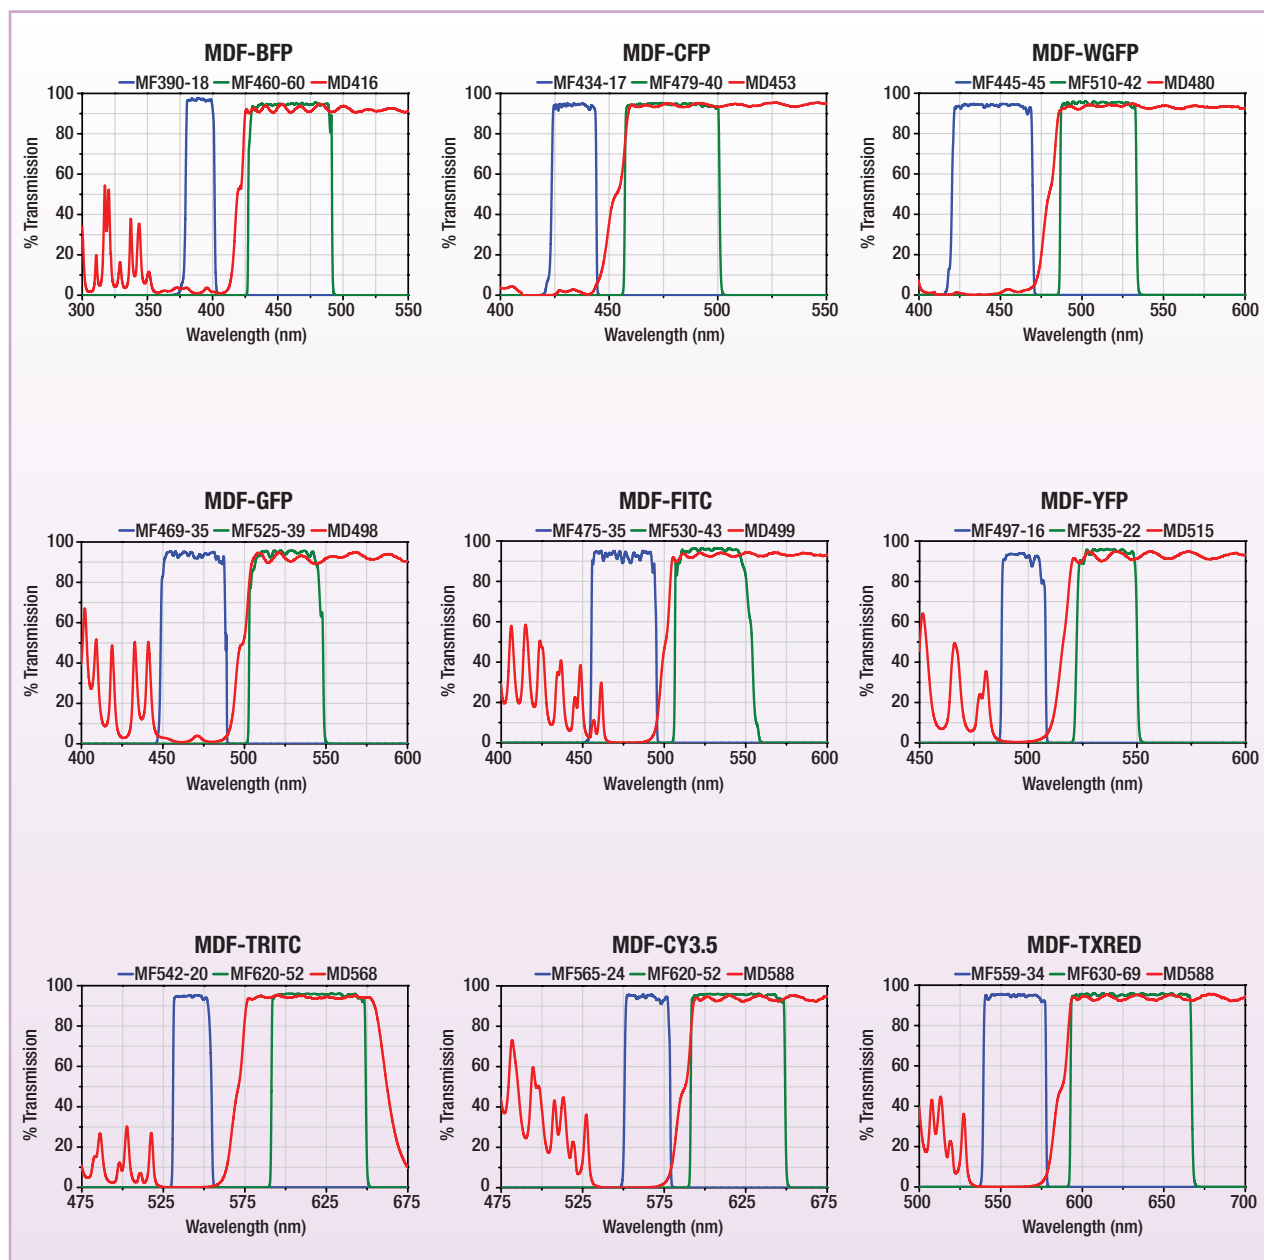 MDF-BFP
MF390-18 MF460-60 MD416
% Transmission
100
80
60
40
20
0
300 350 400 450 500 550
Wavelength (nm)
MDF-CFP
MF434-17 MF479-40 MD453
% Transmission
100
80
60
40
20
0
400 450 500 550
Wavelength (nm)
MDF-WGFP
MF445-45 MF510-42 MD480
% Transmission
100
80
60
40
20
0
400 450 500 550 600
Wavelength (nm)
MDF-GFP
MF469-35 MF525-39 MD498
% Transmission
100
80
60
40
20
0
400 450 500 550 600
Wavelength (nm)
MDF-FITC
MF475-35 MF530-43 MD499
% Transmission
100
80
60
40
20
0
400 450 500 550 600
Wavelength (nm)
MDF-YFP
MF497-16 MF535-22 MD515
% Transmission
100
80
60
40
20
0
450 500 550 600
Wavelength (nm)
MDF-TRITC
MF542-20 MF620-52 MD568
% Transmission
100
80
60
40
20
0
475 525 575 625 675
Wavelength (nm)
MDF-CY3.5
MF565-24 MF620-52 MD588
% Transmission
100
80
60
40
20
0
475 525 575 625 675
Wavelength (nm)
MDF-TXRED
MF559-34 MF630-69 MD588
% Transmission
100
80
60
40
20
0
500 550 600 650 700
Wavelength (nm)